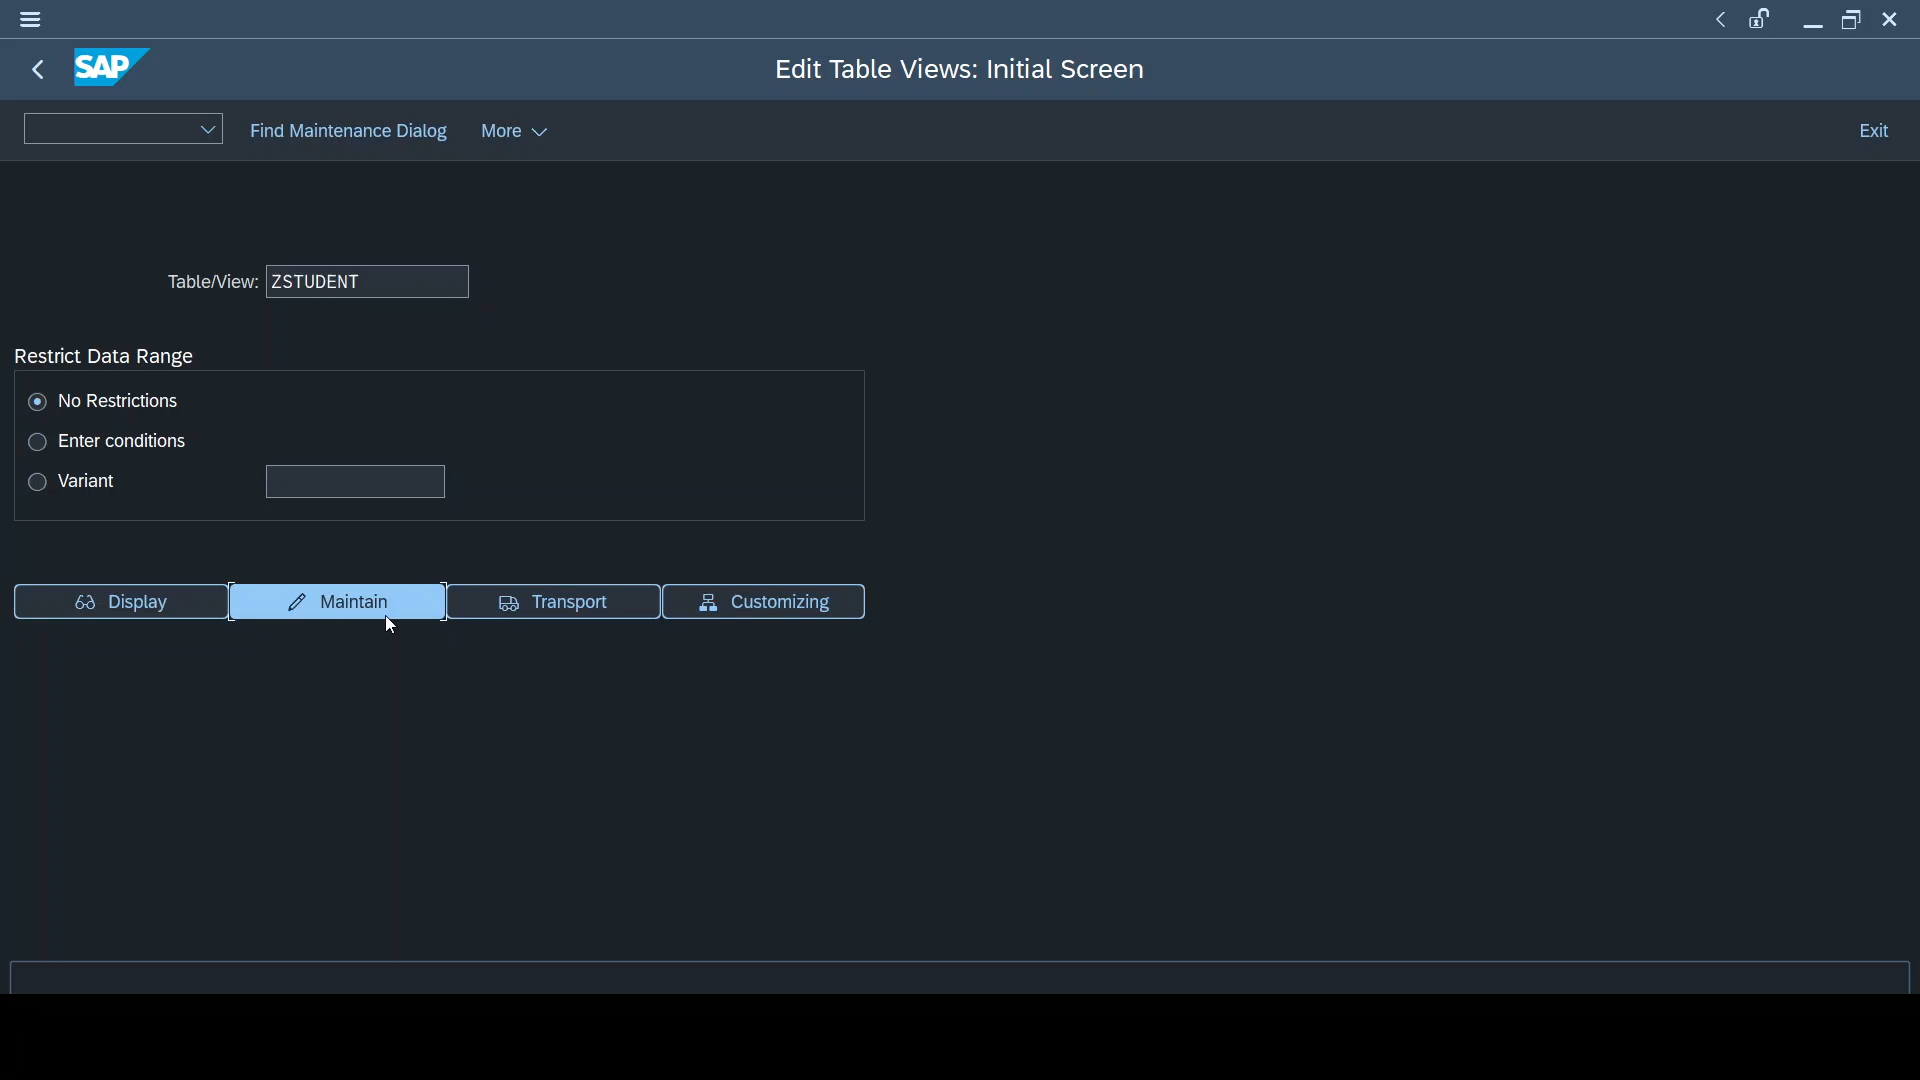 SAP
Edit Table Views: Initial Screen
Find Maintenance Dialog
More
Exit
Table/View: ZSTUDENT
Restrict Data Range
No Restrictions
Enter conditions
Variant
Display
Maintain
Transport
Customizing